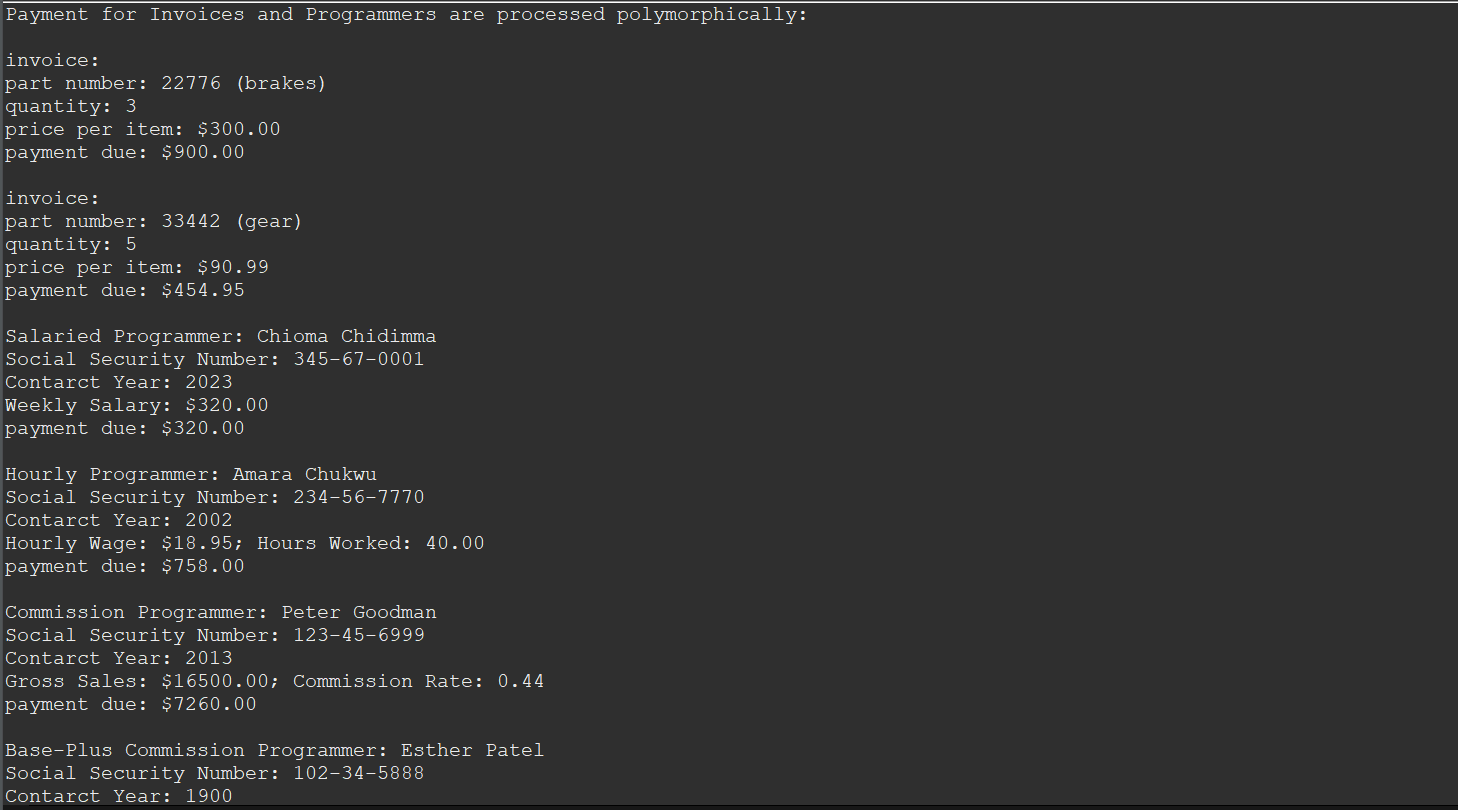 Payment for Invoices and Programmers are processed polymorphically:
invoice:
part number: 22776 (brakes)
quantity: 3
price per item: $300.00
payment due: $900.00
invoice:
part number: 33442 (gear)
quantity: 5
price per item: $90.99
payment due: $454.95
Salaried Programmer: Chioma Chidimma
Social Security Number: 345-67-0001
Contarct Year: 2023
Weekly Salary: $320.00
payment due: $320.00
Hourly Programmer: Amara Chukwu
Social Security Number: 234-56-7770
Contarct Year: 2002
Hourly Wage: $18.95; Hours Worked: 40.00
payment due: $758.00
Commission Programmer: Peter Goodman
Social Security Number: 123-45-6999
Contarct Year: 2013
Gross Sales: $16500.00; Commission Rate: 0.44
payment due: $7260.00
Base-Plus Commission Programmer: Esther Patel
Social Security Number: 102-34-5888
Contarct Year: 1900